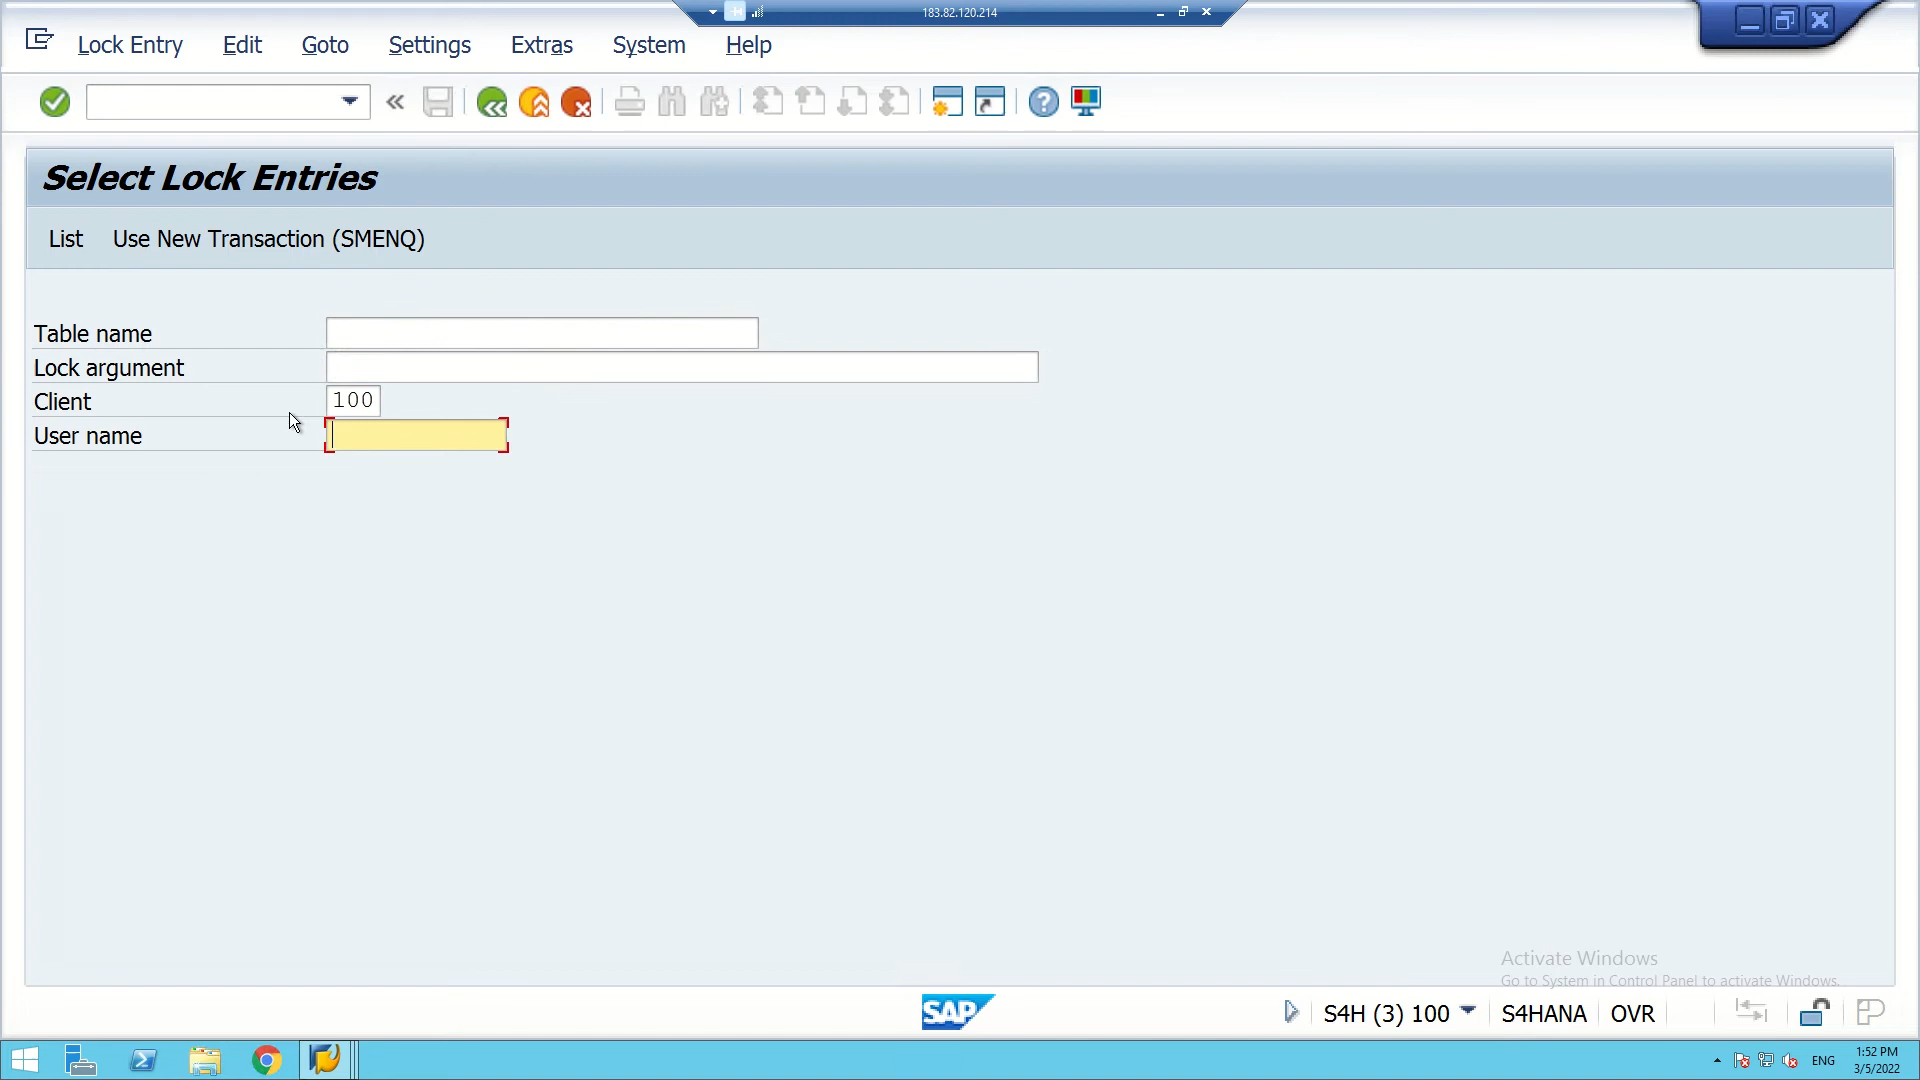 183.82.120.214
Lock Entry Edit Goto Settings Extras System Help
Select Lock Entries
List Use New Transaction (SMENQ)
Table name
Lock argument
Client 100
User name
Activate Windows
Go to System in Control Panel to activate Windows.
SAP S4H (3) 100 S4HANA OVR
ENG 1:52 PM
3/5/2022